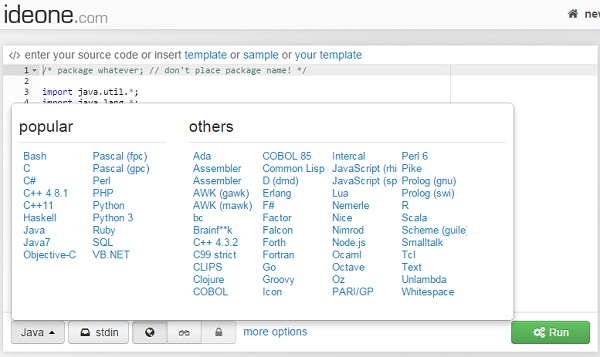 ideone.com
new
</> enter your source code or insert template or sample or your template
1 /* package whatever; // don't place package name! */
2
3 import java.util.*;
4 import java.lang.*;
popular
Bash Pascal (fpc)
C Pascal (gpc)
C# Perl
C++ 4.8.1 PHP
C++11 Python
Haskell Python 3
Java Ruby
Java7 SQL
Objective-C VB.NET
others
Ada COBOL 85 Intercal Perl 6
Assembler Common Lisp JavaScript (rhi Pike
Assembler D (dmd) JavaScript (sp Prolog (gnu)
AWK (gawk) Erlang Lua Prolog (swi)
AWK (mawk) F# Nemerle R
bc Factor Nice Scala
Brainf**k Falcon Nimrod Scheme (guile)
C++ 4.3.2 Forth Node.js Smalltalk
C99 strict Fortran Ocaml Tcl
CLIPS Go Octave Text
Clojure Groovy Oz Unlambda
COBOL Icon PARI/GP Whitespace
Java stdin more options Run